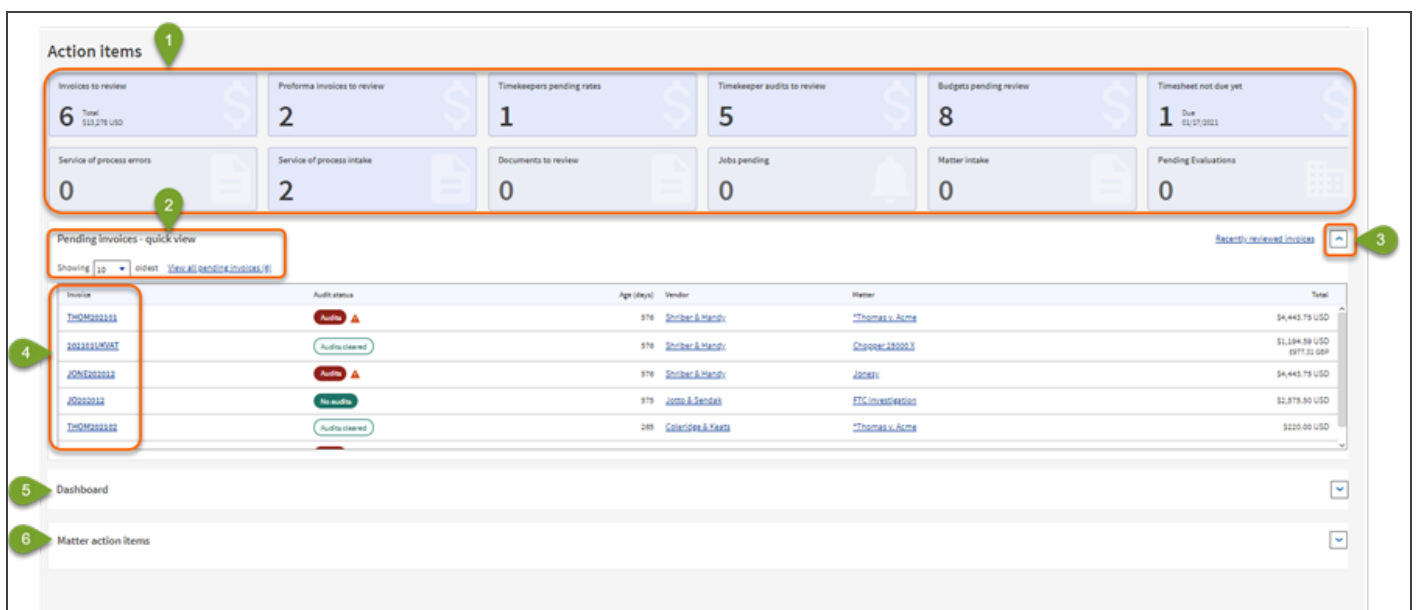 1
Action items
Invoices to review
6 Total $13,275 USD
Proforma invoices to review
2
Timekeepers pending rates
1
Timekeeper audits to review
5
Budgets pending review
8
Timesheet not due yet
1 Due 01/17/2021
Service of process errors
0
Service of process intake
2
Documents to review
0
Jobs pending
0
Matter intake
0
Pending Evaluations
0
2
Pending invoices - quick view
Recently reviewed invoices
3
Showing 10 oldest View all pending invoices (6)
4
Invoice Audit status Age (days) Vendor Matter Total
THOM202101 Audits 576 Shriber & Handy *Thomas v. Acme $4,443.75 USD
202101UKVAT Audits cleared 576 Shriber & Handy Chopper 15000 X $1,194.59 USD
£977.31 GBP
JONE202012 Audits 576 Shriber & Handy Jonesy $4,443.75 USD
JO202012 No audits 575 Jotto & Sendak FTC Investigation $2,575.50 USD
THOM202102 Audits cleared 265 Coleridge & Keats *Thomas v. Acme $220.00 USD
5
Dashboard
6
Matter action items